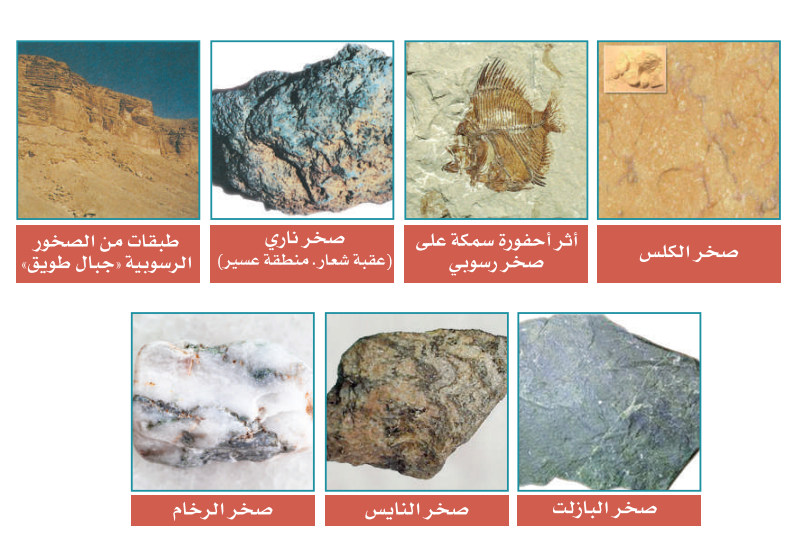 صخر الكلس
أثر أحفورة سمكة على
صخر رسوبي
صخر ناري
(عقبة شعار. منطقة عسير)
طبقات من الصخور
الرسوبية «جبال طويق»
صخر البازلت
صخر النايس
صخر الرخام